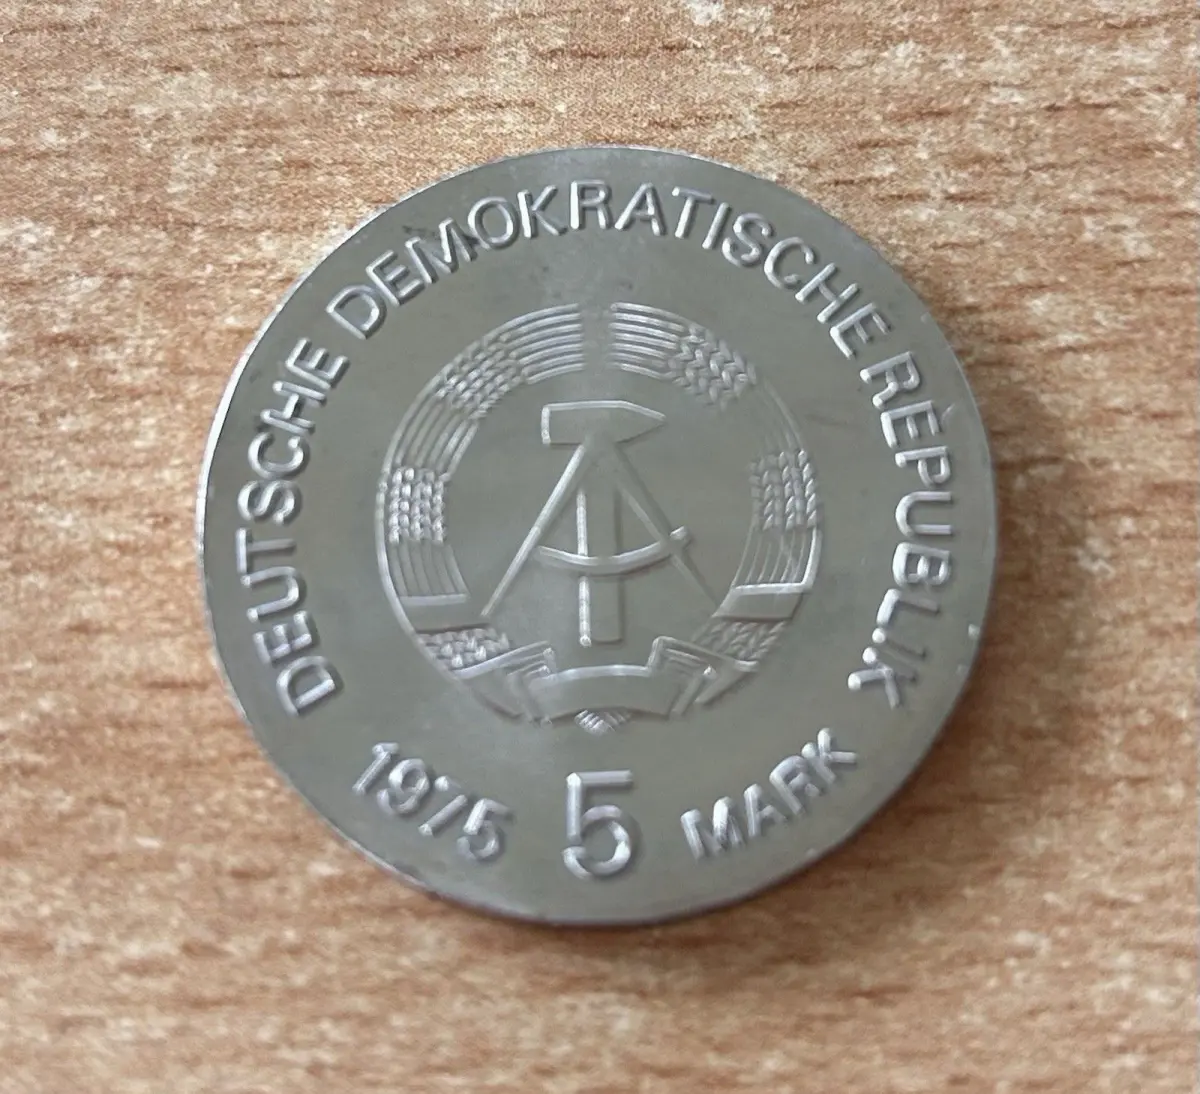 DEUTSCHE DEMOKRATISCHE REPUBLIK
1975 5 MARK